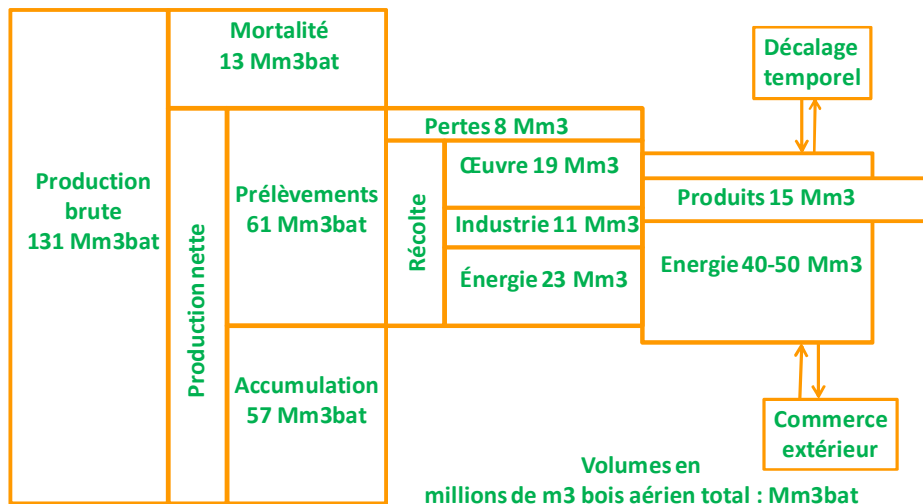 Mortalité
13 Mm3bat
Décalage
temporel
Pertes 8 Mm3
Œuvre 19 Mm3
Production
brute
131 Mm3bat
Production nette
Prélèvements
61 Mm3bat
Récolte
Produits 15 Mm3
Industrie 11 Mm3
Énergie 23 Mm3
Energie 40-50 Mm3
Accumulation
57 Mm3bat
Commerce
extérieur
Volumes en
millions de m3 bois aérien total : Mm3bat